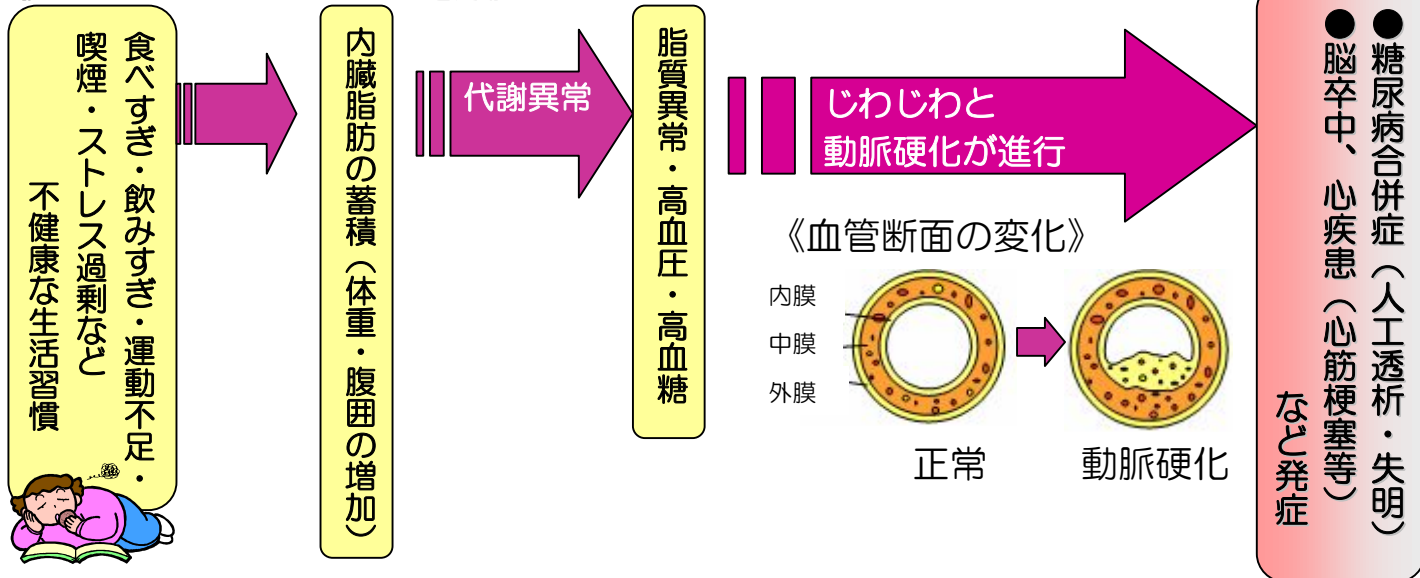 食べすぎ・飲みすぎ・運動不足・
喫煙・ストレス過剰など
不健康な生活習慣
内臓脂肪の蓄積（体重・腹囲の増加）
代謝異常
脂質異常・高血圧・高血糖
じわじわと
動脈硬化が進行
《血管断面の変化》
内膜
中膜
外膜
正常
動脈硬化
●糖尿病合併症（人工透析・失明）
●脳卒中、心疾患（心筋梗塞等）
など発症